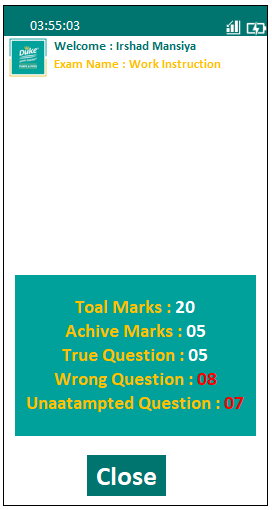 03:55:03
Duke
Welcome : Irshad Mansiya
Exam Name : Work Instruction
Toal Marks : 20
Achive Marks : 05
True Question : 05
Wrong Question : 08
Unaatampted Question : 07
Close